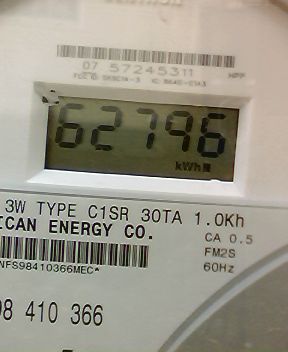 07 57245311
62796
kWh
3W TYPE C1SR 30TA 1.0Kh
ICAN ENERGY CO.
CA 0.5
FM2S
NFS98410366MEC*
60Hz
98 410 366